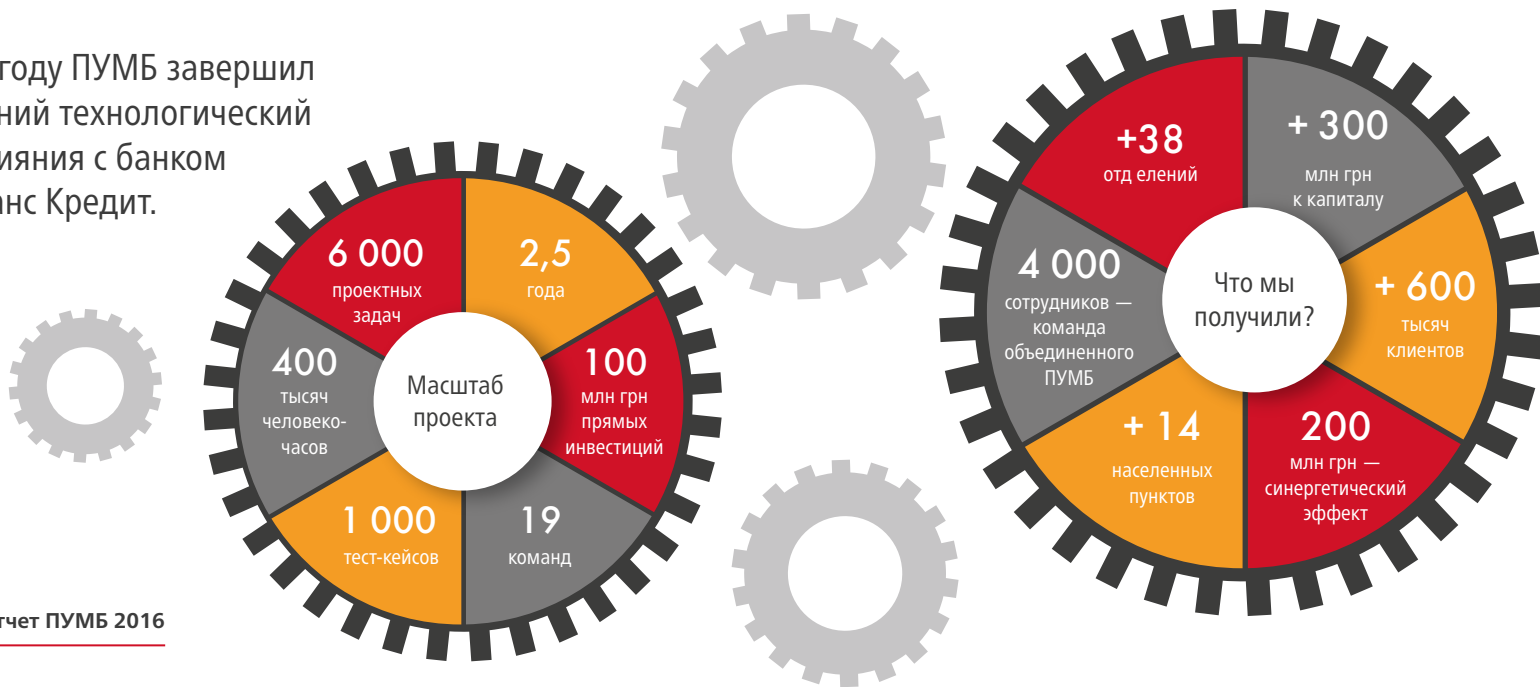 году ПУМБ завершил
ний технологический
ияния с банком
анс Кредит.
6 000
проектных
задач
2,5
года
100
млн грн
прямых
инвестиций
19
команд
1 000
тест-кейсов
400
тысяч
человеко-
часов
Масштаб
проекта
+38
отд елений
+ 300
млн грн
к капиталу
+ 600
тысяч
клиентов
200
млн грн —
синергетический
эффект
+ 14
населенных
пунктов
4 000
сотрудников —
команда
объединенного
ПУМБ
Что мы
получили?
тчет ПУМБ 2016